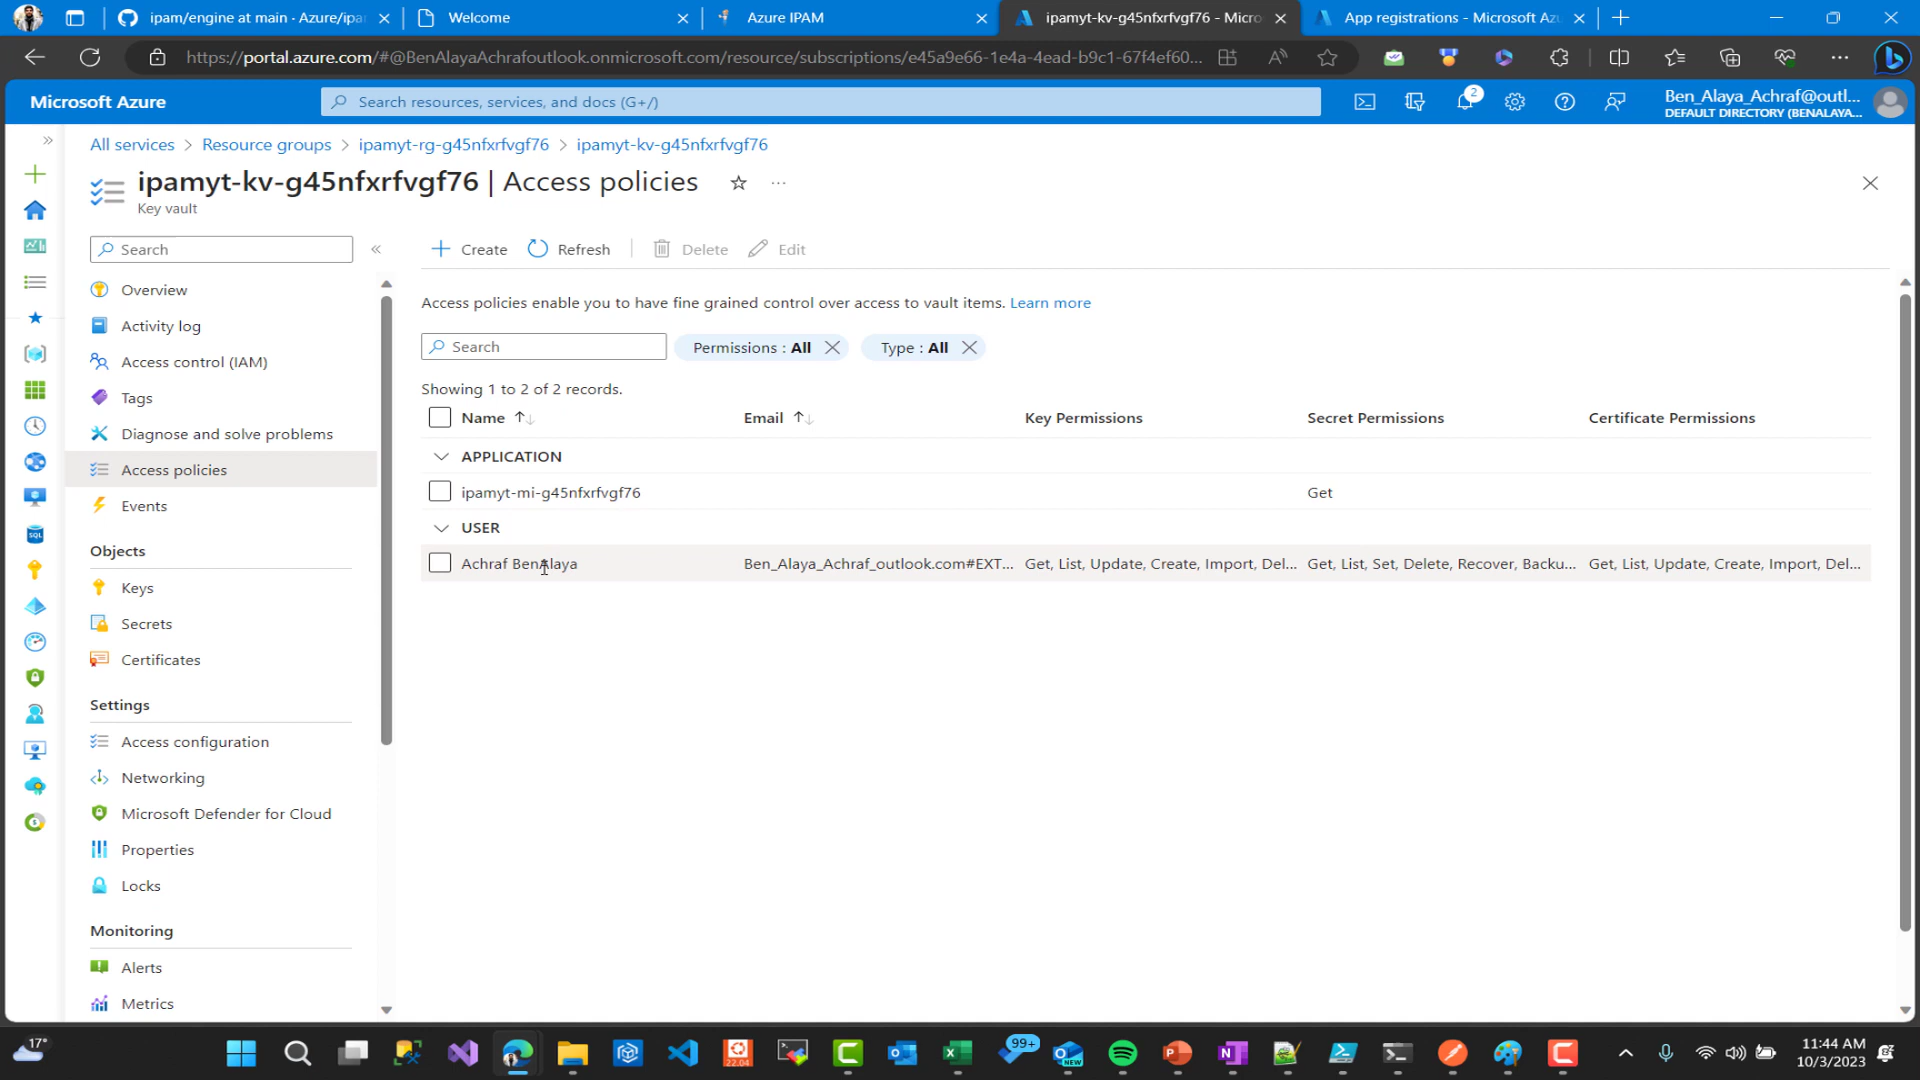 ipam/engine at main · Azure/ipa
Welcome
Azure IPAM
ipamyt-kv-g45nfxrfvgf76 - Micro
App registrations - Microsoft Az
https://portal.azure.com/#@BenAlayaAchrafoutlook.onmicrosoft.com/resource/subscriptions/e45a9e66-1e4a-4ead-b9c1-67f4ef60...
Microsoft Azure
Search resources, services, and docs (G+/)
2
Ben_Alaya_Achraf@outl...
DEFAULT DIRECTORY (BENALAYA...
All services > Resource groups > ipamyt-rg-g45nfxrfvgf76 > ipamyt-kv-g45nfxrfvgf76
ipamyt-kv-g45nfxrfvgf76 | Access policies
Key vault
Search
Overview
Activity log
Access control (IAM)
Tags
Diagnose and solve problems
Access policies
Events
Objects
Keys
Secrets
Certificates
Settings
Access configuration
Networking
Microsoft Defender for Cloud
Properties
Locks
Monitoring
Alerts
Metrics
Create
Refresh
Delete
Edit
Access policies enable you to have fine grained control over access to vault items. Learn more
Search
Permissions : All
Type : All
Showing 1 to 2 of 2 records.
Name Email Key Permissions Secret Permissions Certificate Permissions
APPLICATION
ipamyt-mi-g45nfxrfvgf76 Get
USER
Achraf BenAlaya Ben_Alaya_Achraf_outlook.com#EXT... Get, List, Update, Create, Import, Del... Get, List, Set, Delete, Recover, Backu... Get, List, Update, Create, Import, Del...
17°
22.04
99+
NEW
11:44 AM
10/3/2023